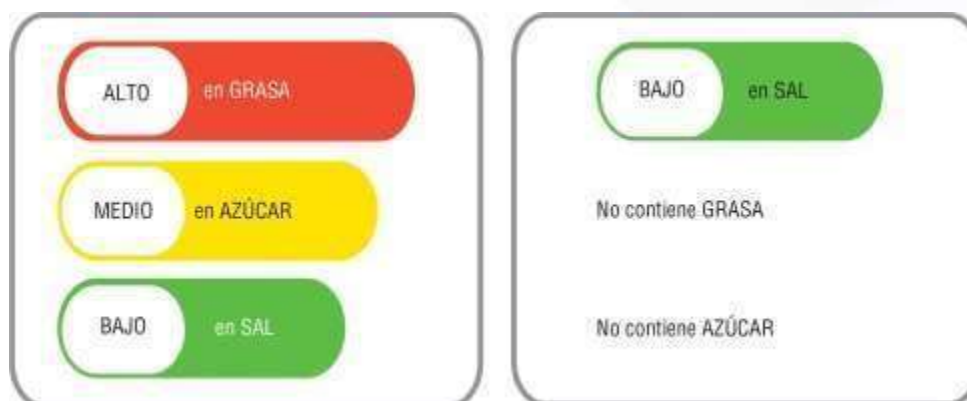 ALTO en GRASA
MEDIO en AZÚCAR
BAJO en SAL
BAJO en SAL
No contiene GRASA
No contiene AZÚCAR